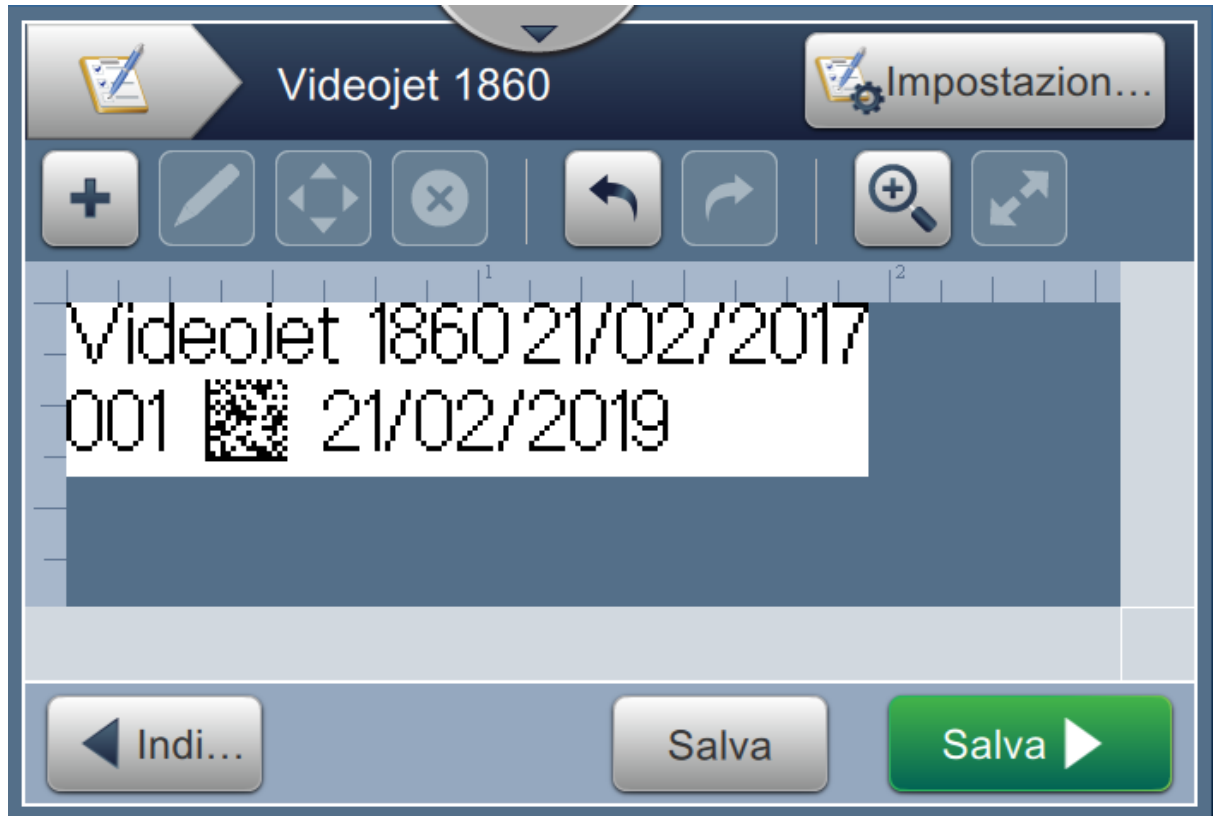 Videojet 1860
Impostazion...
1 2
Videojet 1860 21/02/2017
001 21/02/2019
Indi...
Salva
Salva